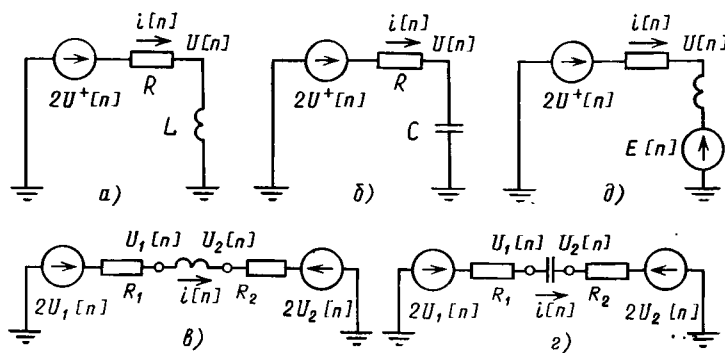 i[n] U[n] i[n] U[n] i[n] U[n]
R R
2U⁺[n] 2U⁺[n] 2U⁺[n]
L C E[n]
а) б) д)
U₁[n] U₂[n] U₁[n] U₂[n]
R₁ i[n] R₂ R₁ i[n] R₂
2U₁[n] 2U₂[n] 2U₁[n] 2U₂[n]
в) г)